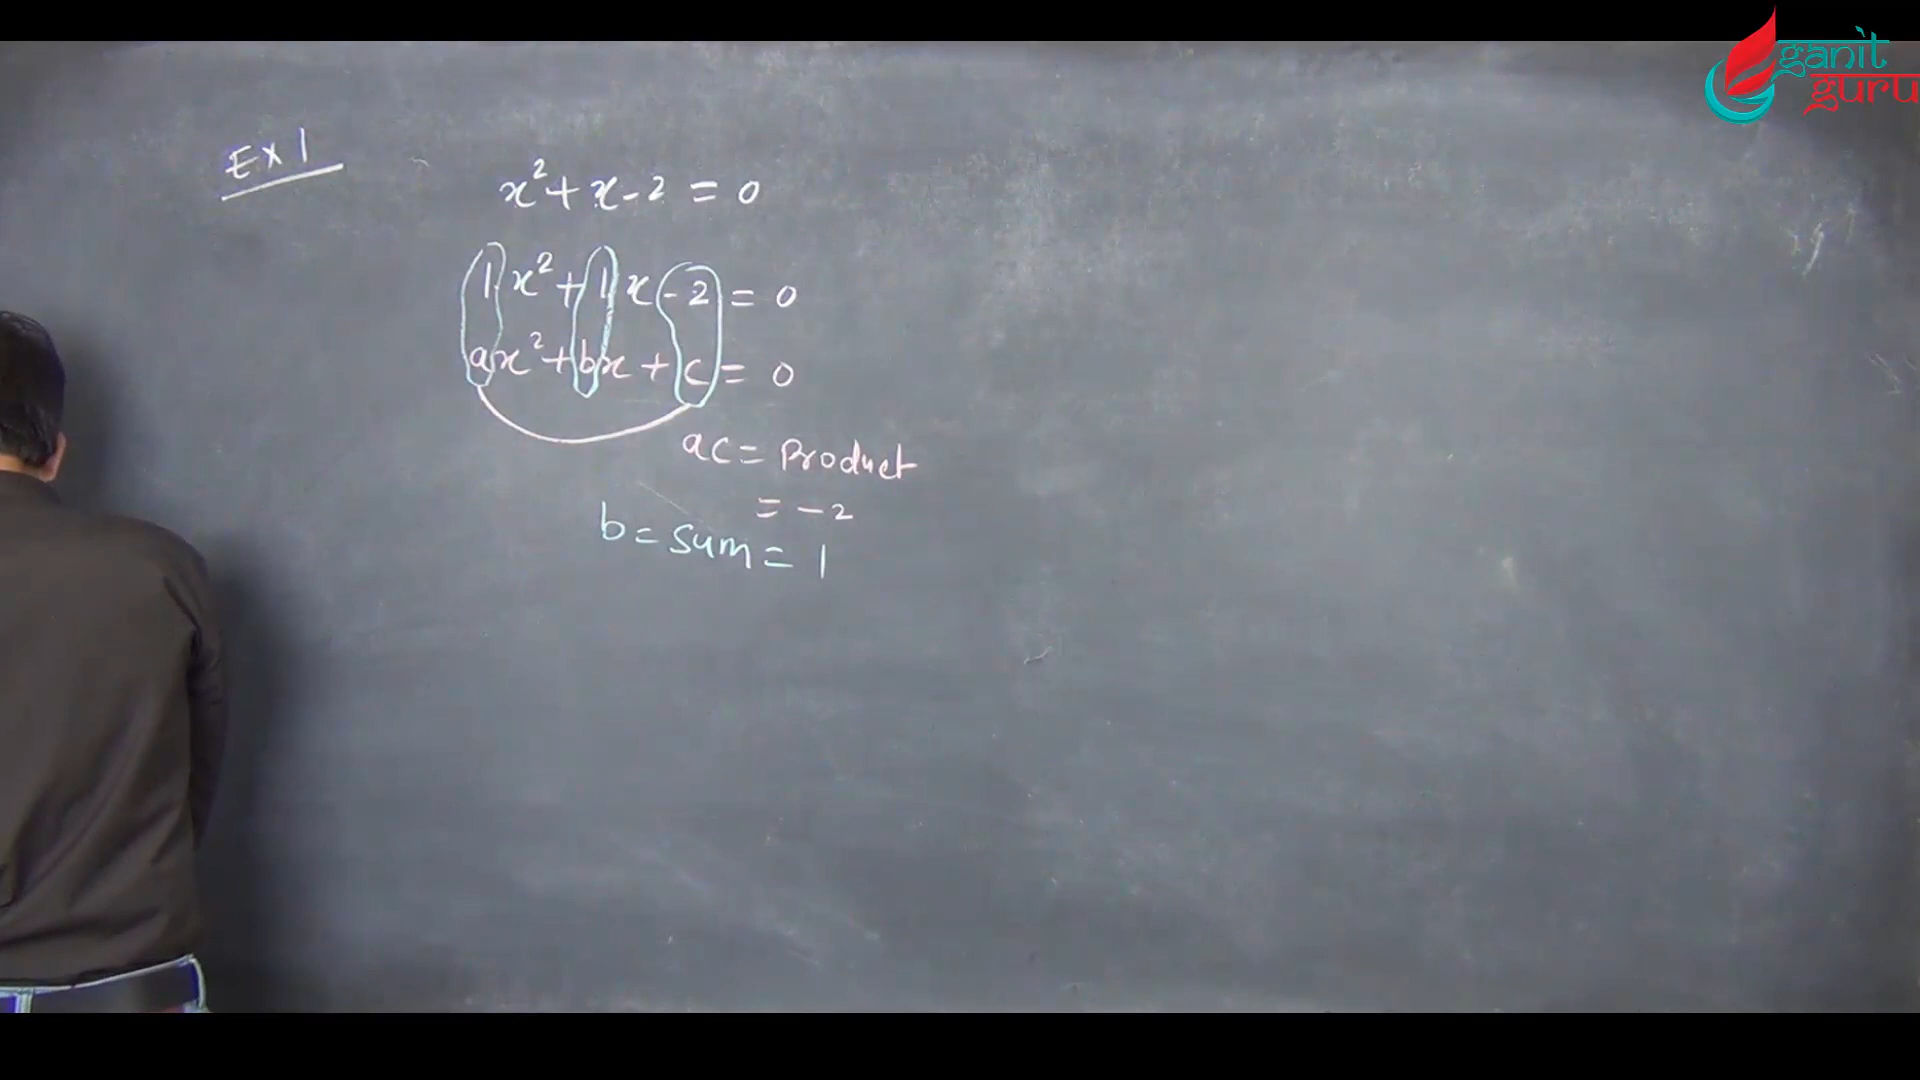 ganit
guru
EX 1
x²+x-2=0
1x²+1x-2=0
ax²+bx+c=0
ac=Product
=-2
b=Sum=1